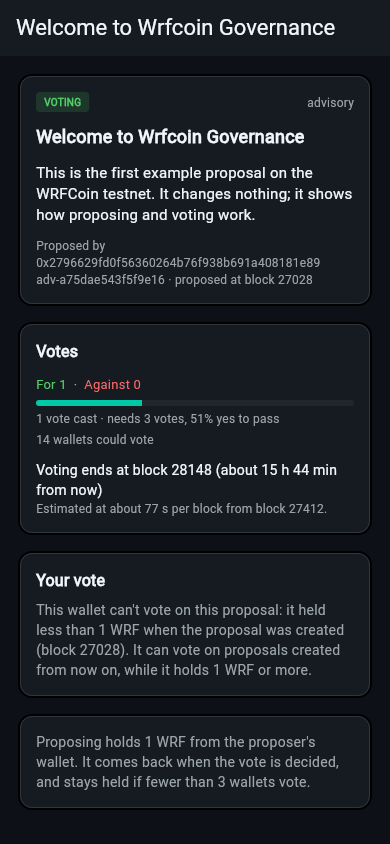 Welcome to Wrfcoin Governance
VOTING
advisory
Welcome to Wrfcoin Governance
This is the first example proposal on the
WRFCoin testnet. It changes nothing; it shows
how proposing and voting work.
Proposed by
0x2796629fd0f56360264b76f938b691a408181e89
adv-a75dae543f5f9e16 · proposed at block 27028
Votes
For 1 · Against 0
1 vote cast · needs 3 votes, 51% yes to pass
14 wallets could vote
Voting ends at block 28148 (about 15 h 44 min
from now)
Estimated at about 77 s per block from block 27412.
Your vote
This wallet can't vote on this proposal: it held
less than 1 WRF when the proposal was created
(block 27028). It can vote on proposals created
from now on, while it holds 1 WRF or more.
Proposing holds 1 WRF from the proposer's
wallet. It comes back when the vote is decided,
and stays held if fewer than 3 wallets vote.